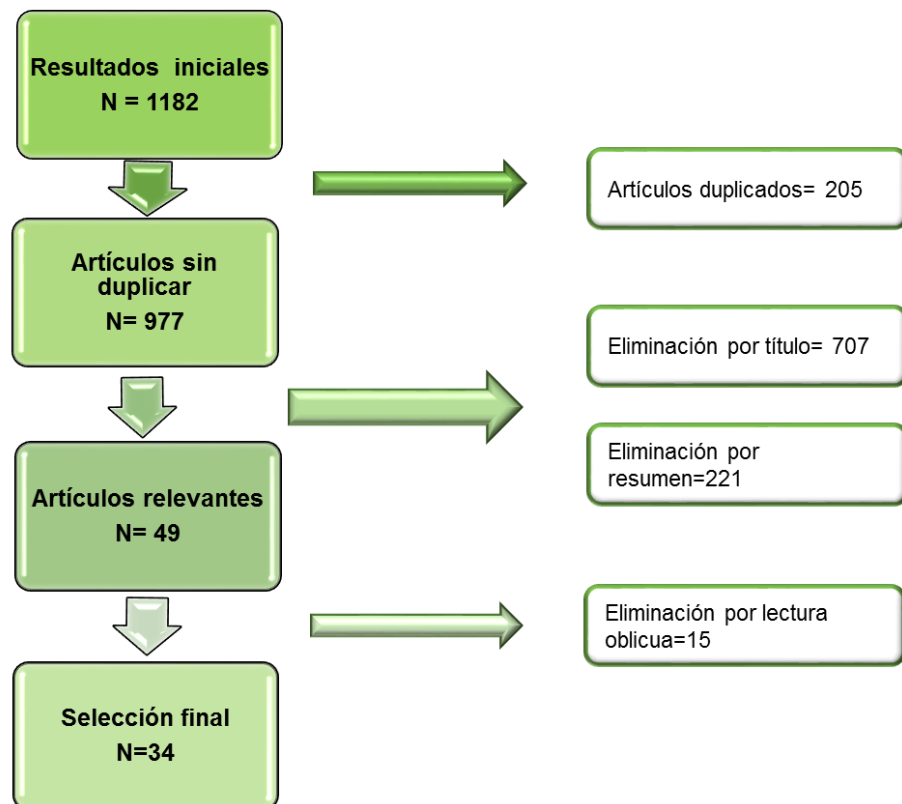 Resultados iniciales
N = 1182
Artículos duplicados= 205
Artículos sin
duplicar
N= 977
Eliminación por título= 707
Eliminación por
resumen=221
Artículos relevantes
N= 49
Eliminación por lectura
oblicua=15
Selección final
N=34